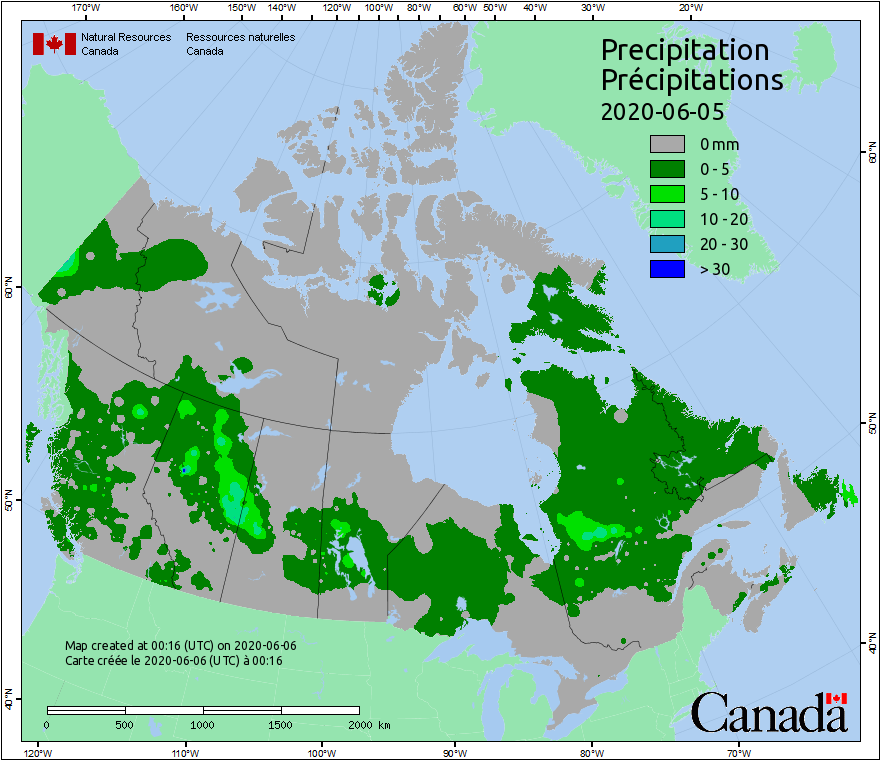 170°W 160°W 150°W 140°W 120°W 100°W 80°W 60°W 50°W 40°W 30°W 20°W
Natural Resources Ressources naturelles
Canada Canada
Precipitation
Précipitations
2020-06-05
0 mm
0 - 5
5 - 10
10 - 20
20 - 30
> 30
60°N
60°N
50°N
50°N
40°N
40°N
Map created at 00:16 (UTC) on 2020-06-06
Carte créée le 2020-06-06 (UTC) à 00:16
0 500 1000 1500 2000 km
Canada
120°W 110°W 100°W 90°W 80°W 70°W